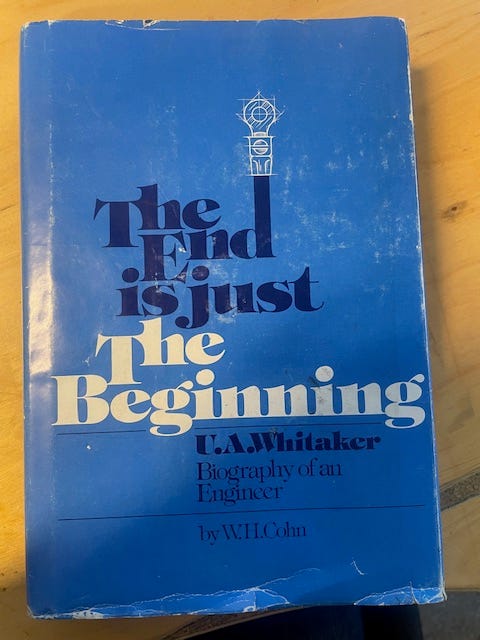 The
End
is just
The
Beginning
U.A.Whitaker
Biography of an
Engineer
by W.H.Cohn